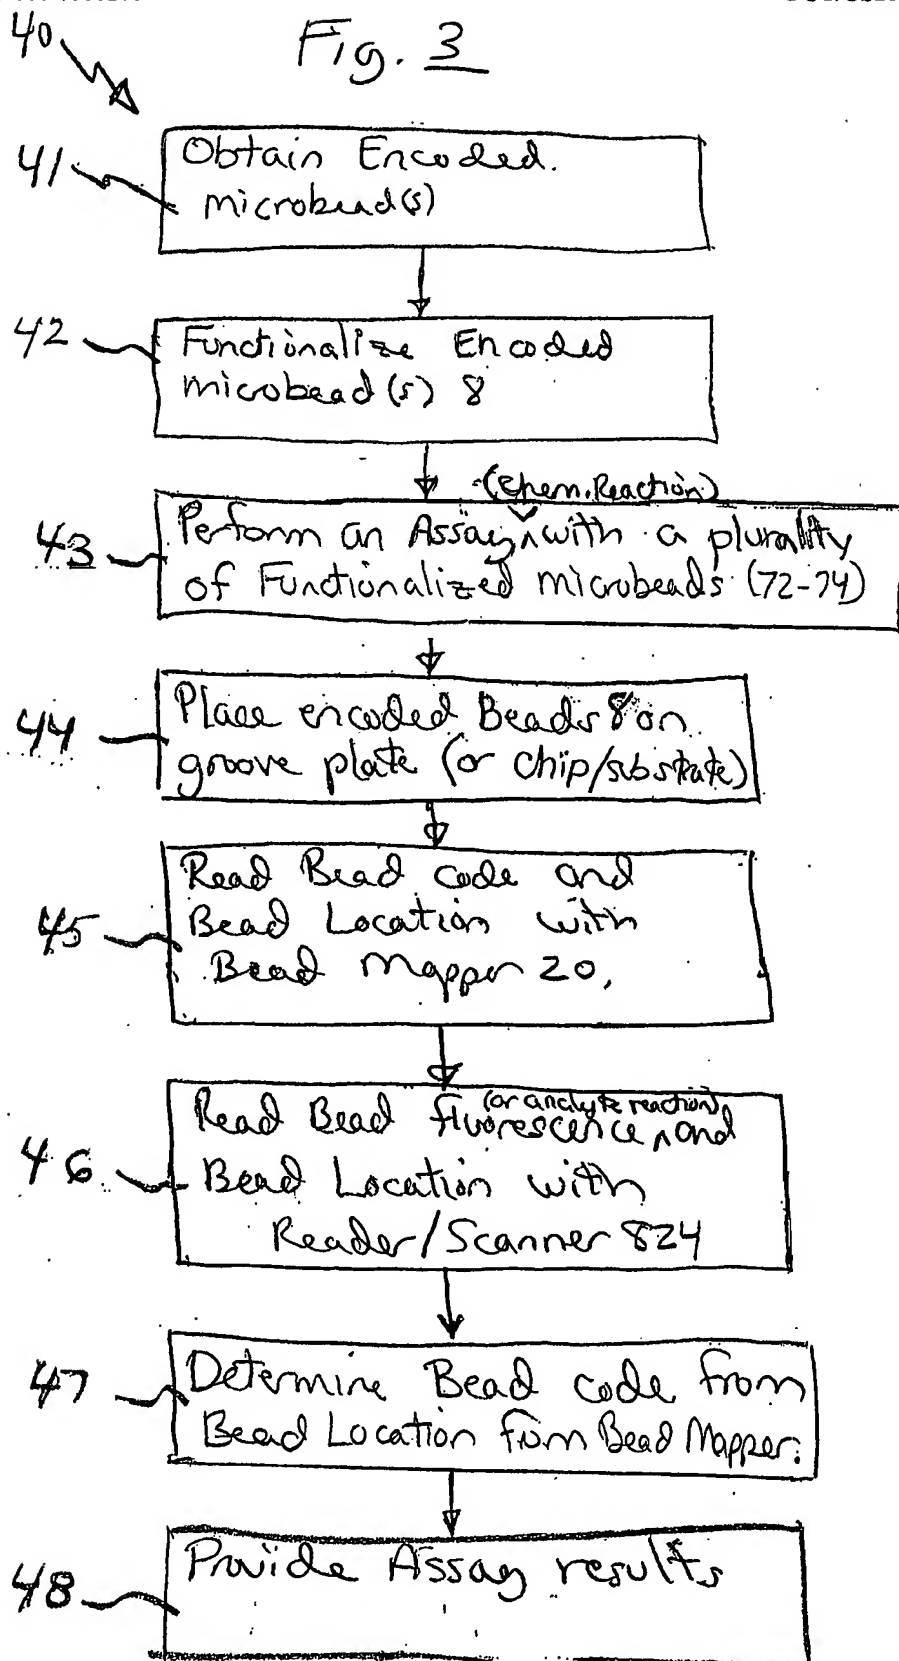 40
Fig. 3
41
Obtain Encoded.
microbead(s)
42
Functionalize Encoded
microbead(s) 8
(Chem. Reaction)
43
Perform an Assay ^ with a plurality
of Functionalized microbeads (72-74)
44
Place encoded Beads 8 on
groove plate (or chip/substrate)
45
Read Bead code and
Bead Location with
Bead Mapper 20,
(or analyte reaction)
46
Read Bead fluorescence ^ and
Bead Location with
Reader/Scanner 824
47
Determine Bead code from
Bead Location from Bead Mapper.
48
Provide Assay results